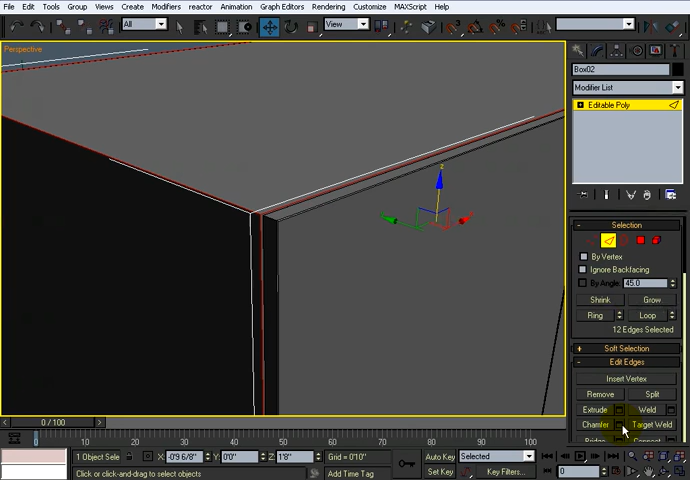 File Edit Tools Group Views Create Modifiers reactor Animation Graph Editors Rendering Customize MAXScript Help
All View
Perspective
Box02
Modifier List
Editable Poly
Selection
By Vertex
Ignore Backfacing
By Angle: 45.0
Shrink Grow
Ring Loop
12 Edges Selected
Soft Selection
Edit Edges
Insert Vertex
Remove Split
Extrude Weld
Chamfer Target Weld
Bridge Connect
0 / 100
0 10 20 30 40 50 60 70 80 90 100
1 Object Sele X: -0'9 6/8" Y: 0'0" Z: 1'8" Grid = 0'10" Auto Key Selected
Click or click-and-drag to select objects Add Time Tag Set Key Key Filters... 0